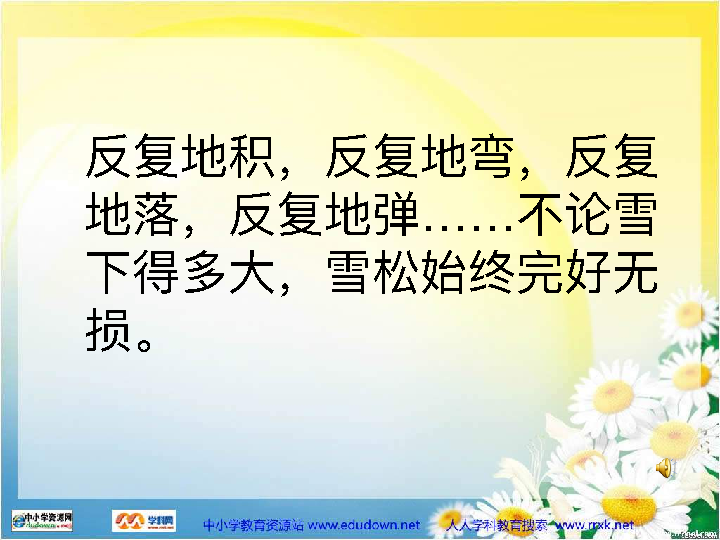 反复地积，反复地弯，反复
地落，反复地弹……不论雪
下得多大，雪松始终完好无
损。
中小学资源网
学科网
中小学教育资源站 www.edudown.net 人人学科教育搜索 www.rrxk.net